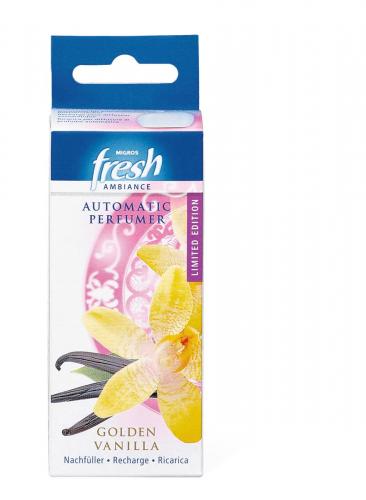 MIGROS
fresh
AMBIANCE
AUTOMATIC
PERFUMER
LIMITED EDITION
GOLDEN
VANILLA
Nachfüller • Recharge • Ricarica